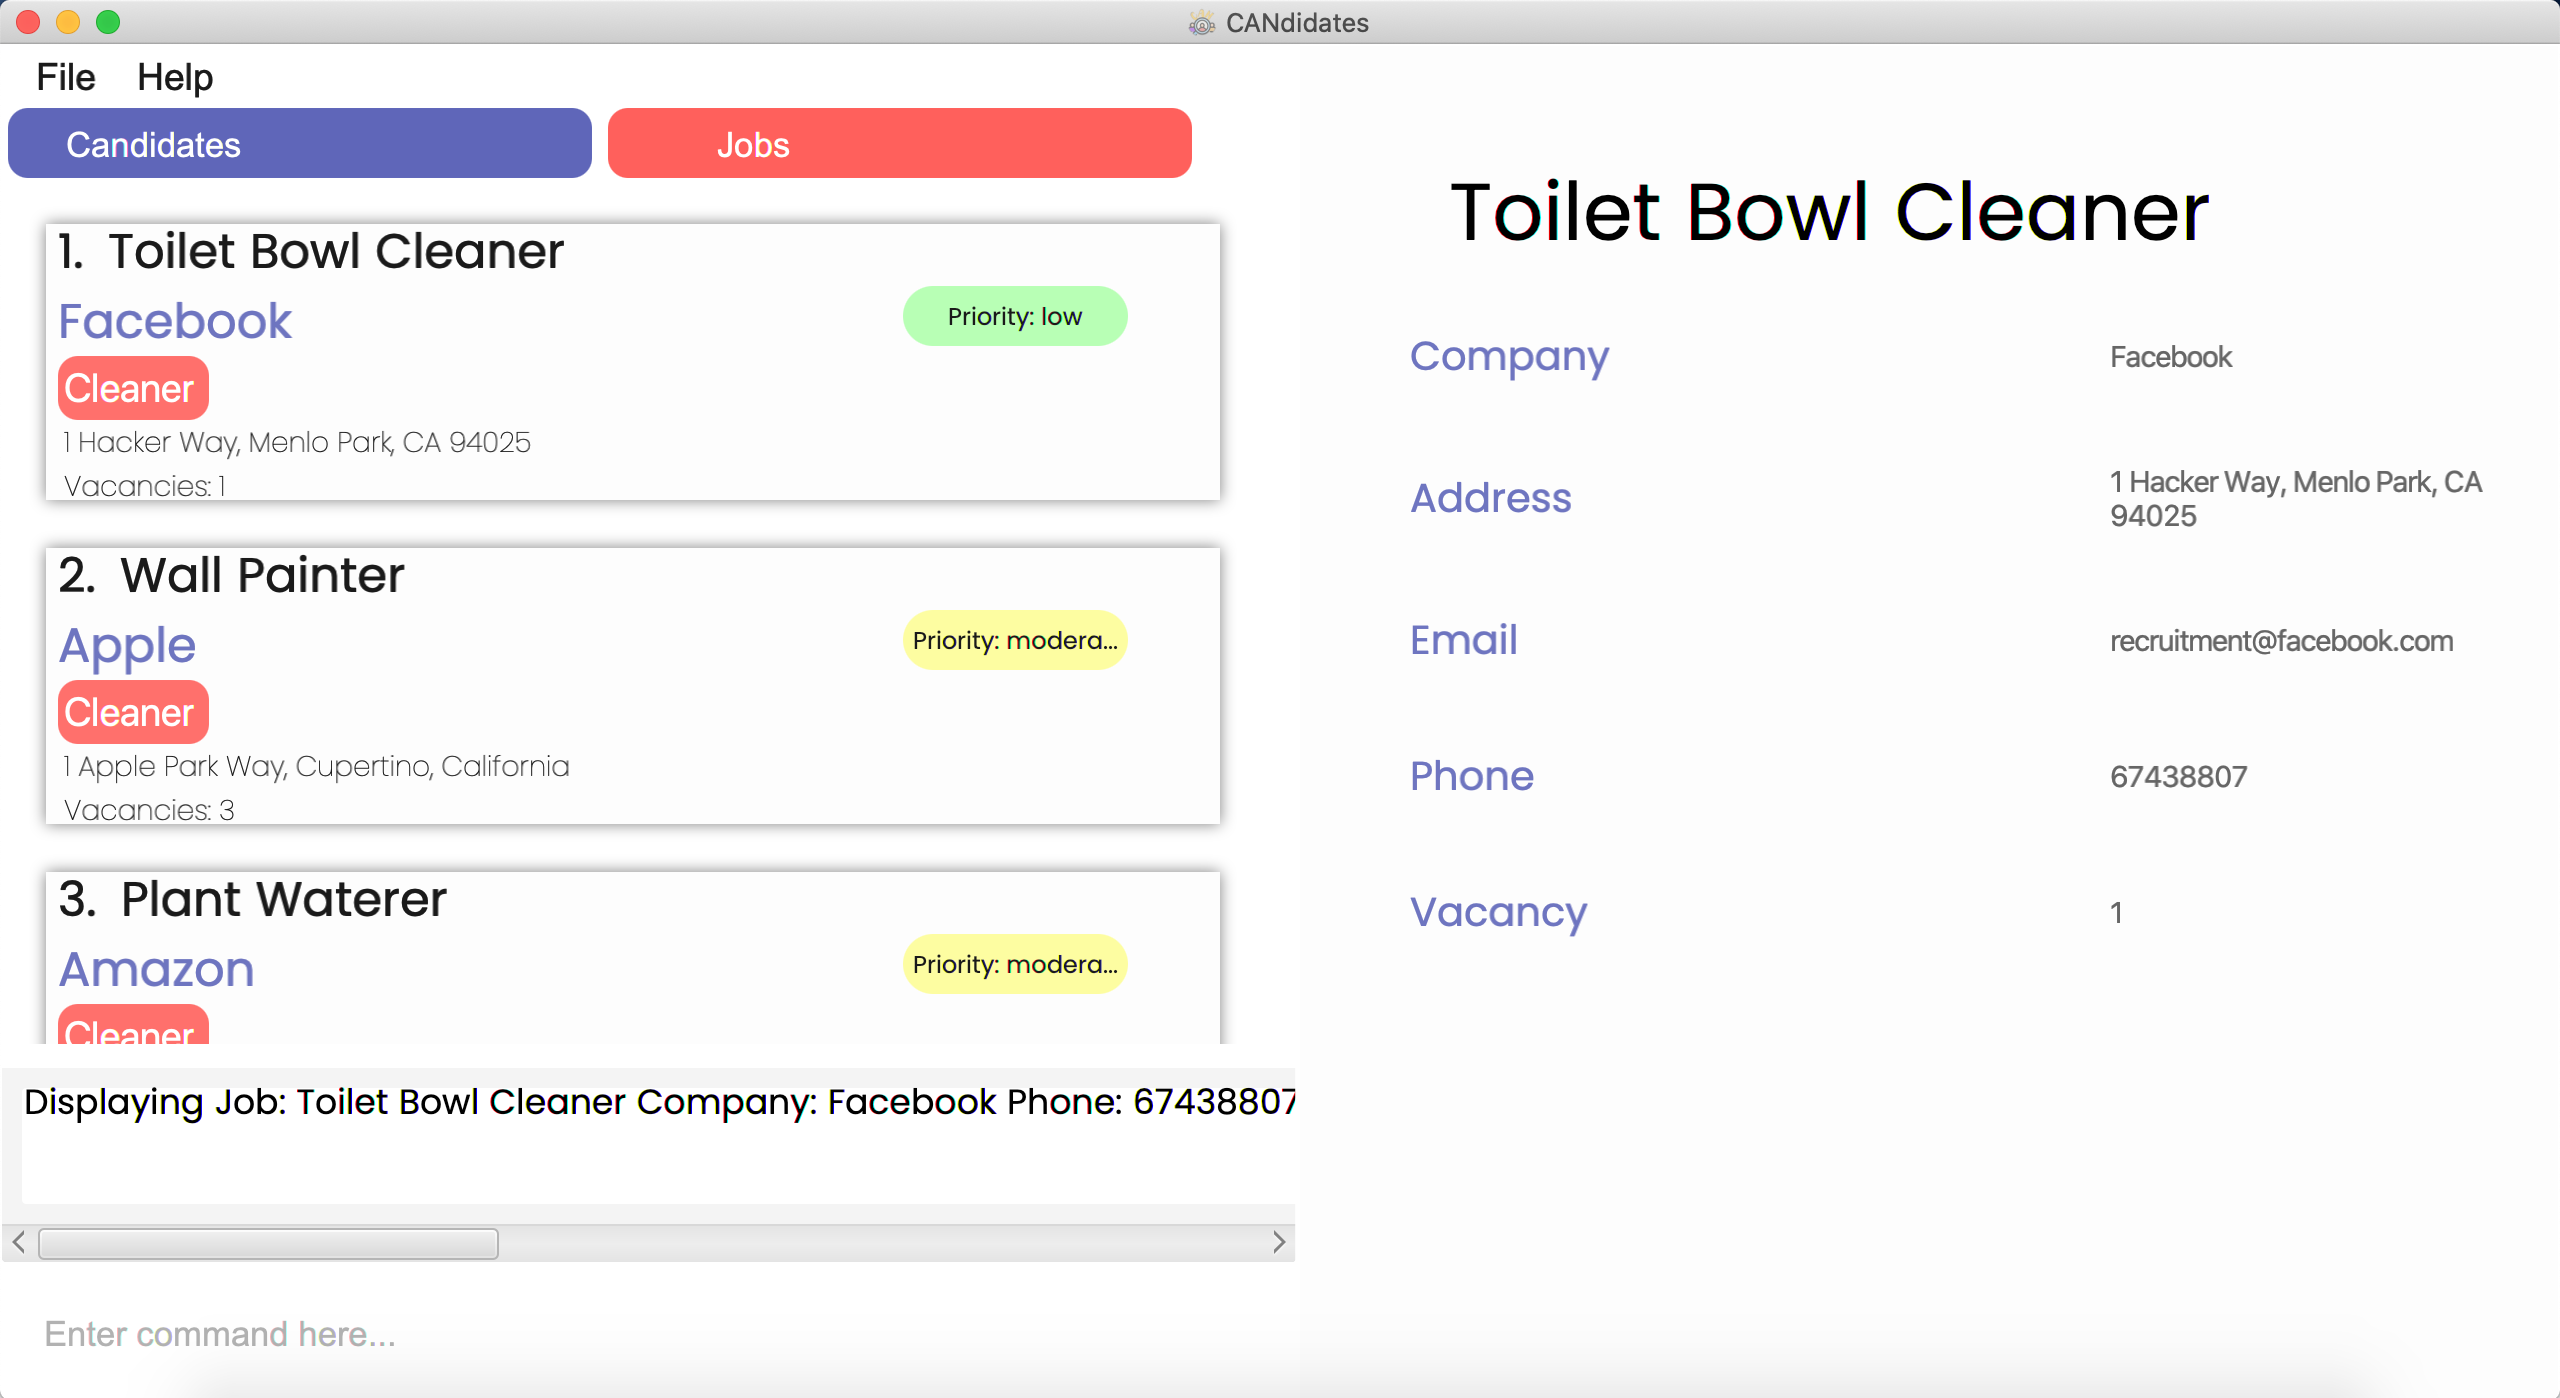 CANdidates
File Help
Candidates
Jobs
1. Toilet Bowl Cleaner
Facebook
Priority: low
Cleaner
1 Hacker Way, Menlo Park, CA 94025
Vacancies: 1
2. Wall Painter
Apple
Priority: modera...
Cleaner
1 Apple Park Way, Cupertino, California
Vacancies: 3
3. Plant Waterer
Amazon
Priority: modera...
Cleaner
Displaying Job: Toilet Bowl Cleaner Company: Facebook Phone: 67438807
Enter command here...
Toilet Bowl Cleaner
Company Facebook
Address 1 Hacker Way, Menlo Park, CA
94025
Email recruitment@facebook.com
Phone 67438807
Vacancy 1